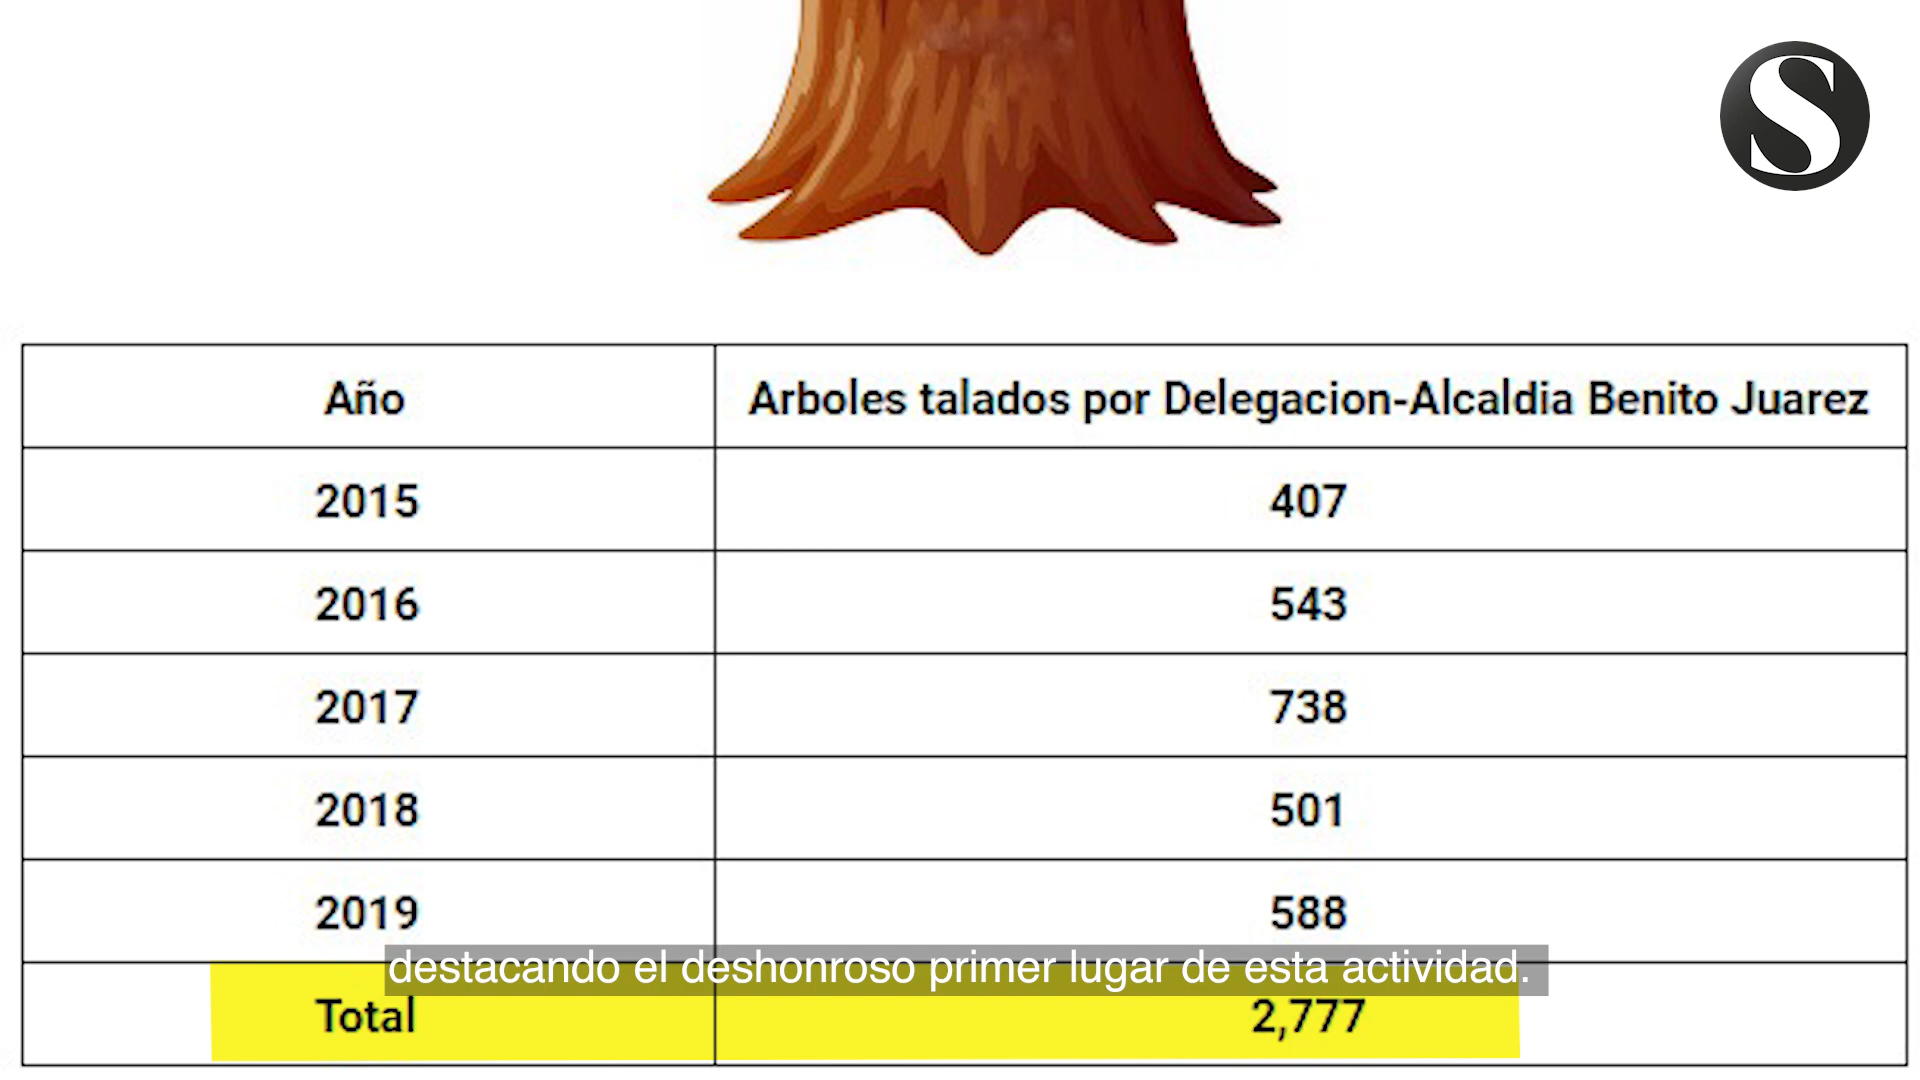 S
Año Arboles talados por Delegacion-Alcaldia Benito Juarez
2015 407
2016 543
2017 738
2018 501
2019 588
destacando el deshonroso primer lugar de esta actividad.
Total 2,777